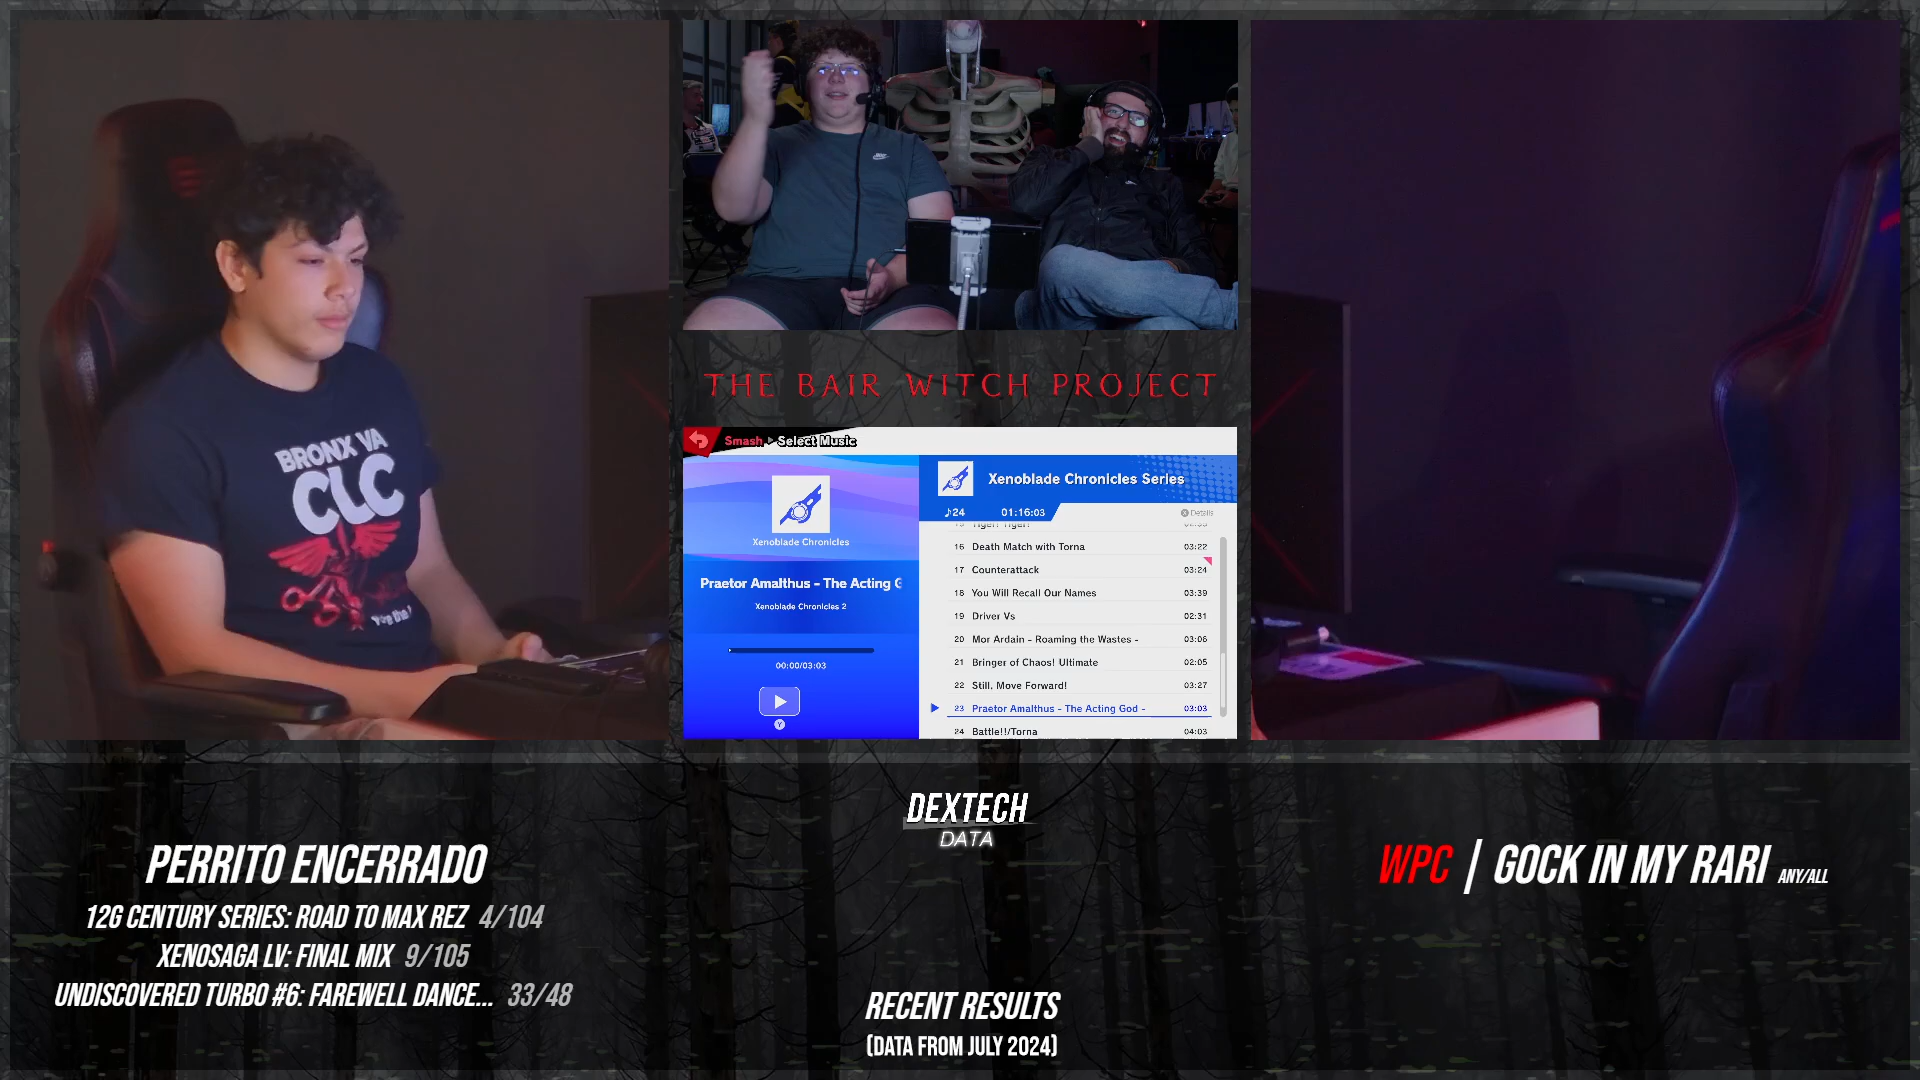 BRONX VA
CLC
THE BAIR WITCH PROJECT
Smash ▸ Select Music
Xenoblade Chronicles
Praetor Amalthus - The Acting G
Xenoblade Chronicles 2
00:00/03:03
Y
Xenoblade Chronicles Series
♪24 01:16:03
X Details
15 Tiger! Tiger!
16 Death Match with Torna 03:22
17 Counterattack 03:24
18 You Will Recall Our Names 03:39
19 Driver Vs 02:31
20 Mor Ardain - Roaming the Wastes - 03:06
21 Bringer of Chaos! Ultimate 02:05
22 Still, Move Forward! 03:27
23 Praetor Amalthus - The Acting God - 03:03
24 Battle!!/Torna 04:03
PERRITO ENCERRADO
12G CENTURY SERIES: ROAD TO MAX REZ 4/104
XENOSAGA LV: FINAL MIX 9/105
UNDISCOVERED TURBO #6: FAREWELL DANCE... 33/48
DEXTECH
DATA
RECENT RESULTS
(DATA FROM JULY 2024)
WPC | GOCK IN MY RARI ANY/ALL